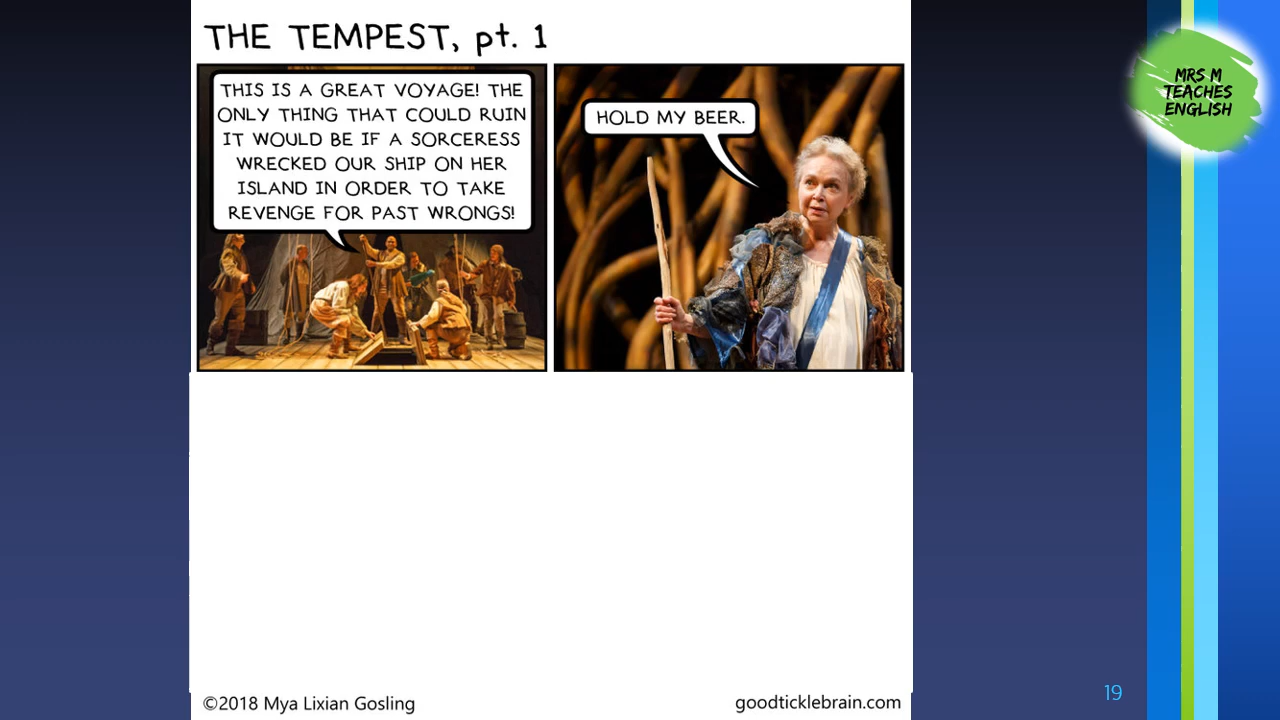 THE TEMPEST, pt. 1
THIS IS A GREAT VOYAGE! THE
ONLY THING THAT COULD RUIN
IT WOULD BE IF A SORCERESS
WRECKED OUR SHIP ON HER
ISLAND IN ORDER TO TAKE
REVENGE FOR PAST WRONGS!
HOLD MY BEER.
MRS M
TEACHES
ENGLISH
©2018 Mya Lixian Gosling
goodticklebrain.com
19